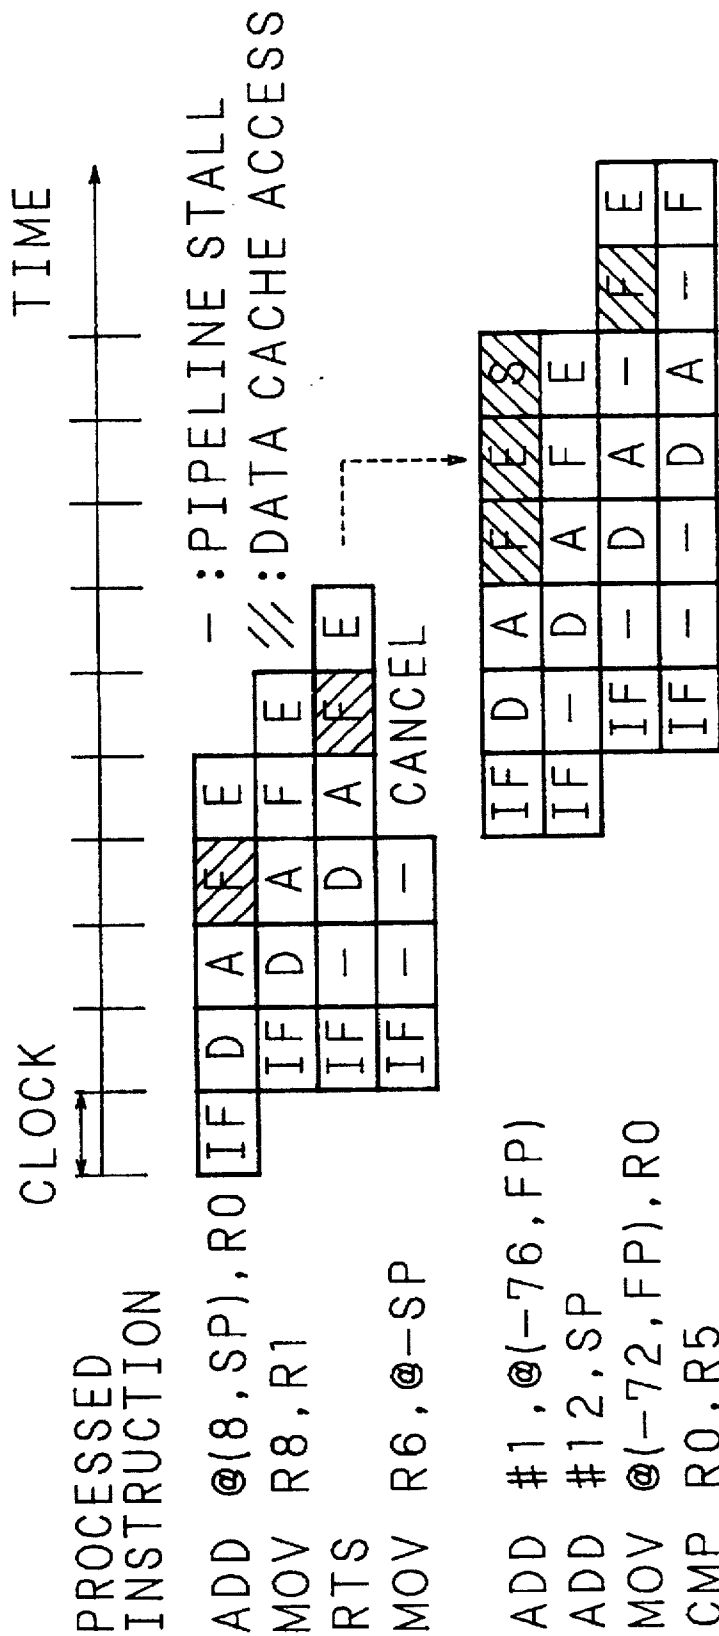 CLOCK TIME
PROCESSED
INSTRUCTION
- :PIPELINE STALL
:DATA CACHE ACCESS
ADD @(8,SP),R0 IF D A F E
MOV R8,R1 IF D A F E
RTS IF - D A F E
MOV R6,@-SP IF - - CANCEL
ADD #1,@(-76,FP) IF D A F E S
ADD #12,SP IF - D A F E
MOV @(-72,FP),R0 IF - D A - F E
CMP R0,R5 IF - - D A - F